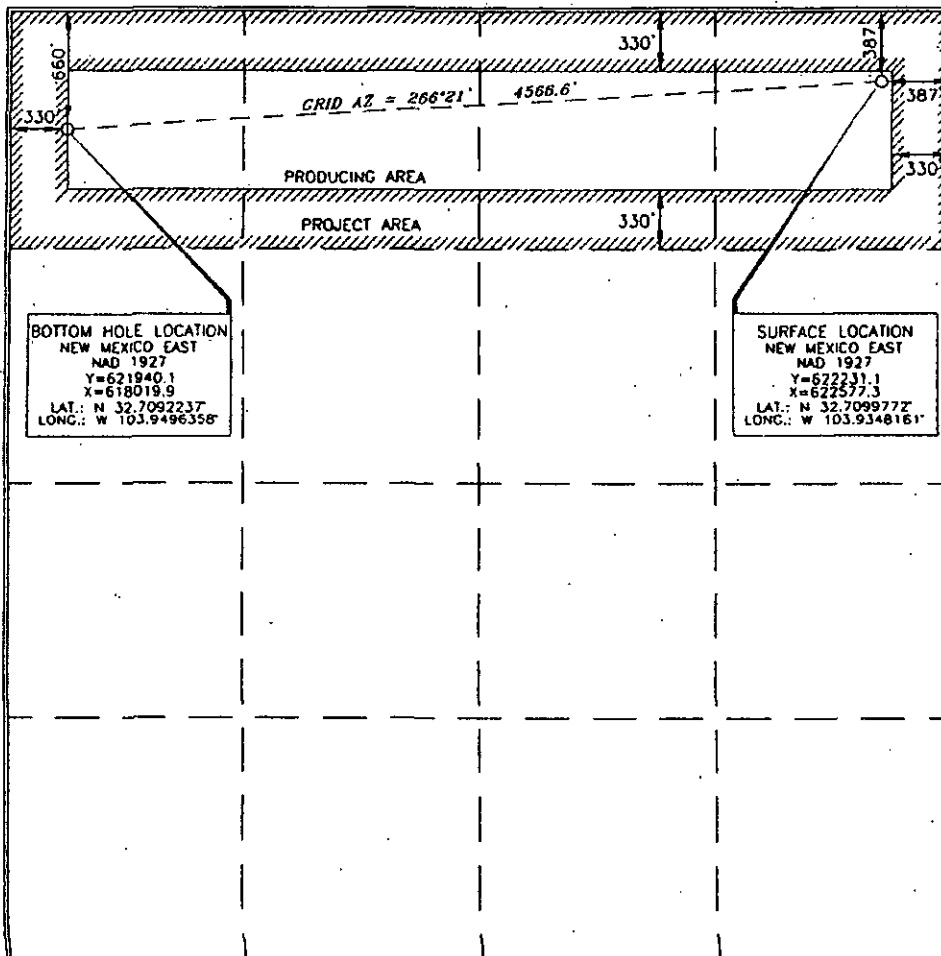 330'
387'
660'
387'
330'
GRID AZ = 266°21' 4566.6'
330'
PRODUCING AREA
PROJECT AREA
330'
BOTTOM HOLE LOCATION
NEW MEXICO EAST
NAD 1927
Y=621940.1
X=618019.9
LAT.: N 32.7092237°
LONG.: W 103.9496358°
SURFACE LOCATION
NEW MEXICO EAST
NAD 1927
Y=622231.1
X=622577.3
LAT.: N 32.7099772°
LONG.: W 103.9348161°